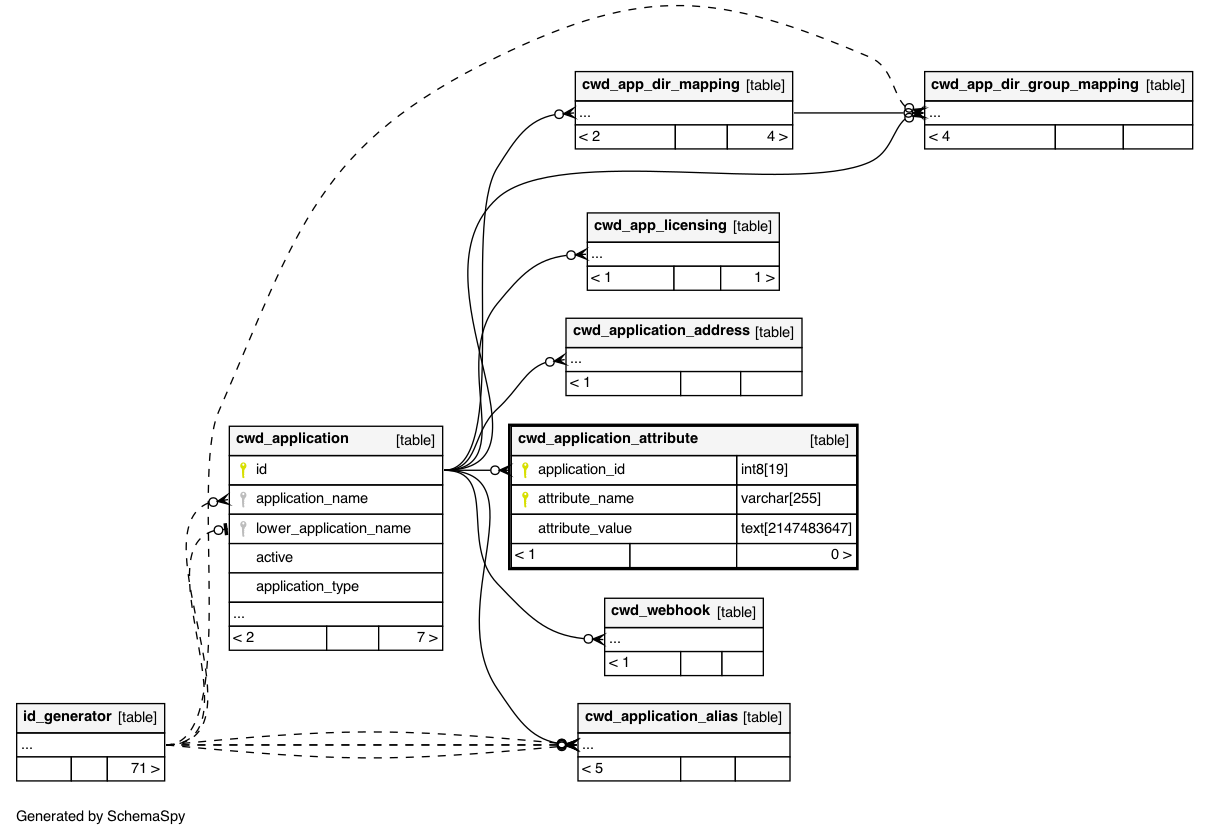 cwd_app_dir_mapping [table]
...
< 2 4 >
cwd_app_dir_group_mapping [table]
...
< 4
cwd_app_licensing [table]
...
< 1 1 >
cwd_application_address [table]
...
< 1
cwd_application [table]
id
application_name
lower_application_name
active
application_type
...
< 2 7 >
cwd_application_attribute [table]
application_id int8[19]
attribute_name varchar[255]
attribute_value text[2147483647]
< 1 0 >
cwd_webhook [table]
...
< 1
id_generator [table]
...
71 >
cwd_application_alias [table]
...
< 5
Generated by SchemaSpy